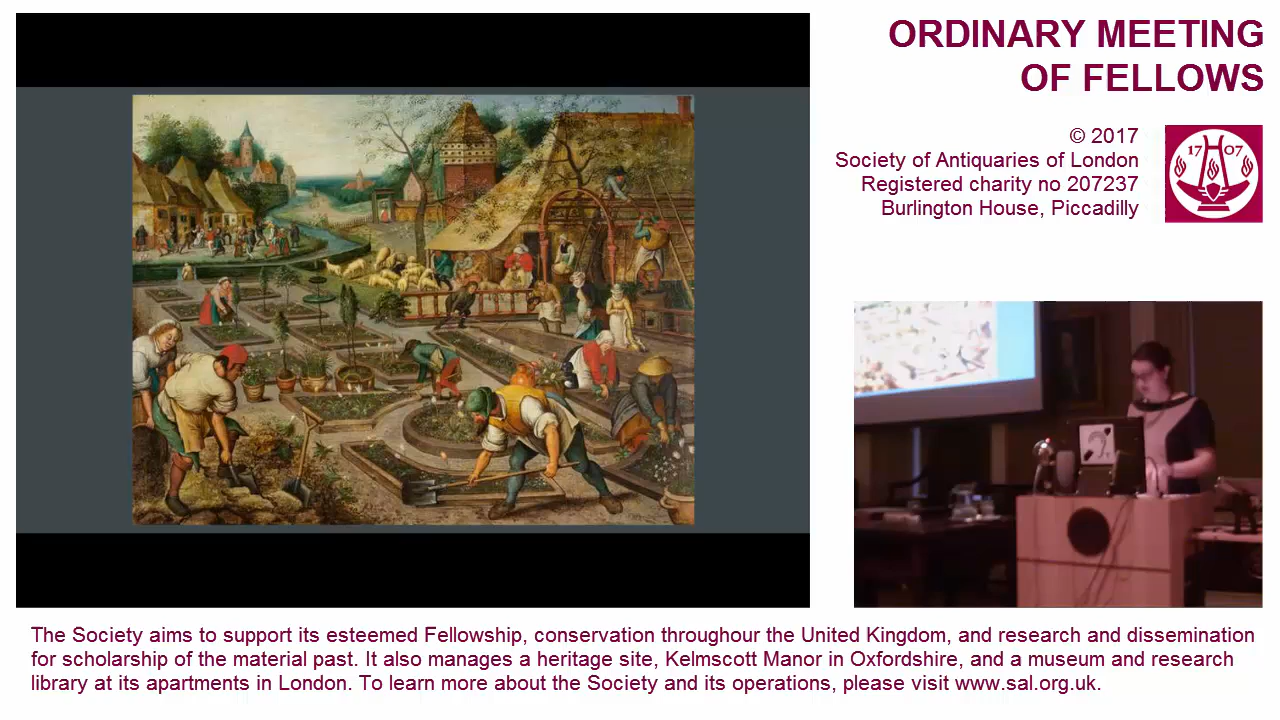 ORDINARY MEETING
OF FELLOWS
© 2017
Society of Antiquaries of London
Registered charity no 207237
Burlington House, Piccadilly
17 07
The Society aims to support its esteemed Fellowship, conservation throughour the United Kingdom, and research and dissemination
for scholarship of the material past. It also manages a heritage site, Kelmscott Manor in Oxfordshire, and a museum and research
library at its apartments in London. To learn more about the Society and its operations, please visit www.sal.org.uk.